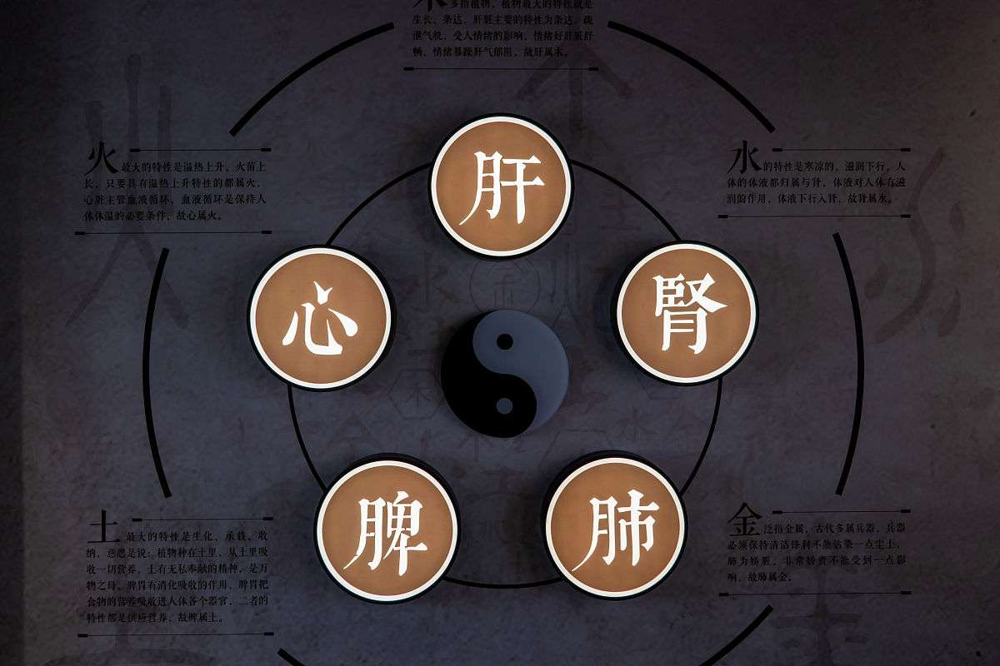 木多指植物，植物最大的特性就是
生长、条达，肝脏主要的特性为条达、疏
泄气机，受人情绪的影响，情绪好肝脏舒
畅，情绪暴躁肝气郁阻，故肝属木。
火最大的特性是温热上升，火苗上
长，只要具有温热上升特性的都属火，
心脏主管血液循环，血液循环是保持人
体体温的必要条件，故心属火。
水的特性是寒凉的，滋润下行，人
体的体液都归属与肾，体液对人体有滋
润的作用，体液下行入肾，故肾属水。
肝
心
腎
脾
肺
土最大的特性是生化、承载、收
纳，意思是说：植物种在土里，从土里吸
收一切营养，土有无私奉献的精神，是万
物之母，脾胃有消化吸收的作用，脾胃把
食物的营养吸收进人体各个器官，二者的
特性都是供应营养，故脾属土。
金泛指金属，古代多属兵器，兵器
必须保持清洁锋利不能沾染一点尘土，
肺为娇脏，非常娇贵不能受到一点影
响，故肺属金。